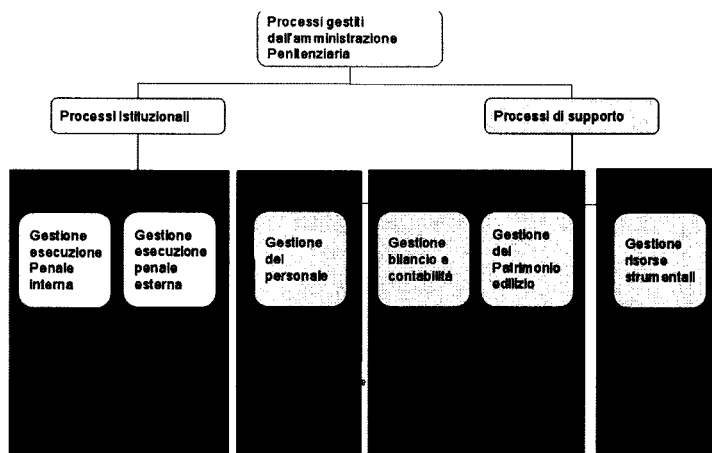 Processi gestiti
dall'amministrazione
Penitenziaria
Processi istituzionali
Processi di supporto
Gestione
esecuzione
Penale
interna
Gestione
esecuzione
penale
esterna
Gestione
del
personale
Gestione
bilancio e
contabilità
Gestione
del
Patrimonio
edilizio
Gestione
risorse
strumentali